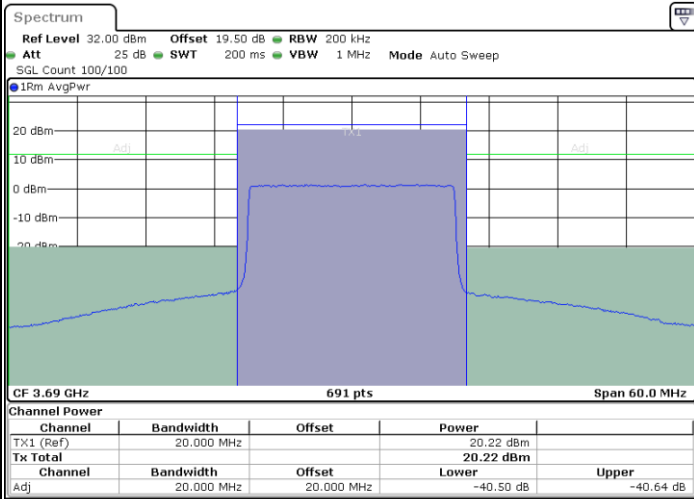 Spectrum
Ref Level 32.00 dBm Offset 19.50 dB RBW 200 kHz
Att 25 dB SWT 200 ms VBW 1 MHz Mode Auto Sweep
SGL Count 100/100
1Rm AvgPwr
TX1
20 dBm
Adj Adj
10 dBm
0 dBm
-10 dBm
-20 dBm
CF 3.69 GHz 691 pts Span 60.0 MHz
Channel Power
Channel Bandwidth Offset Power
TX1 (Ref) 20.000 MHz 20.22 dBm
Tx Total 20.22 dBm
Channel Bandwidth Offset Lower Upper
Adj 20.000 MHz 20.000 MHz -40.50 dB -40.64 dB